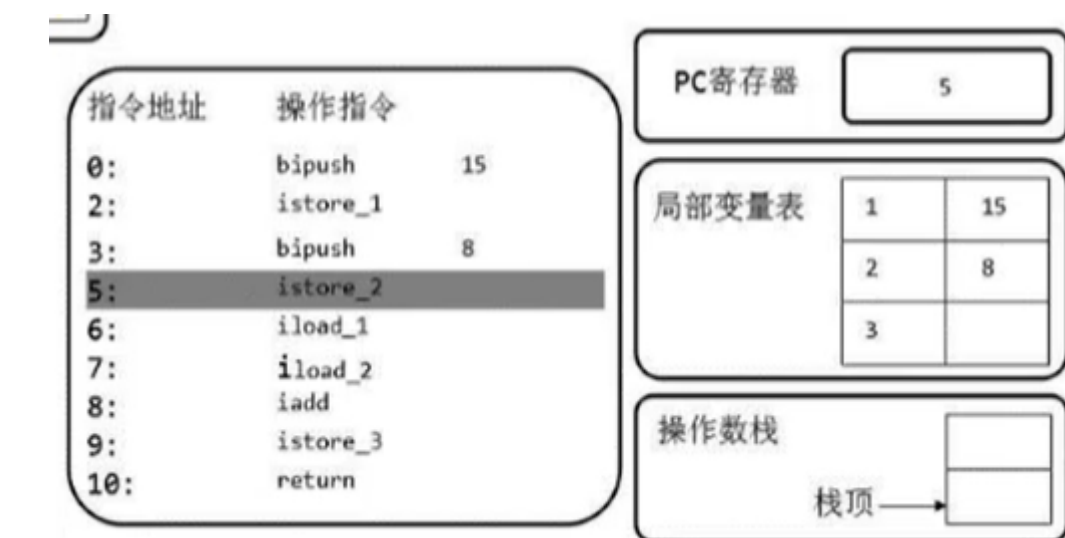 指令地址 操作指令
0: bipush 15
2: istore_1
3: bipush 8
5: istore_2
6: iload_1
7: iload_2
8: iadd
9: istore_3
10: return
PC寄存器 5
局部变量表 1 15
2 8
3
操作数栈
栈顶